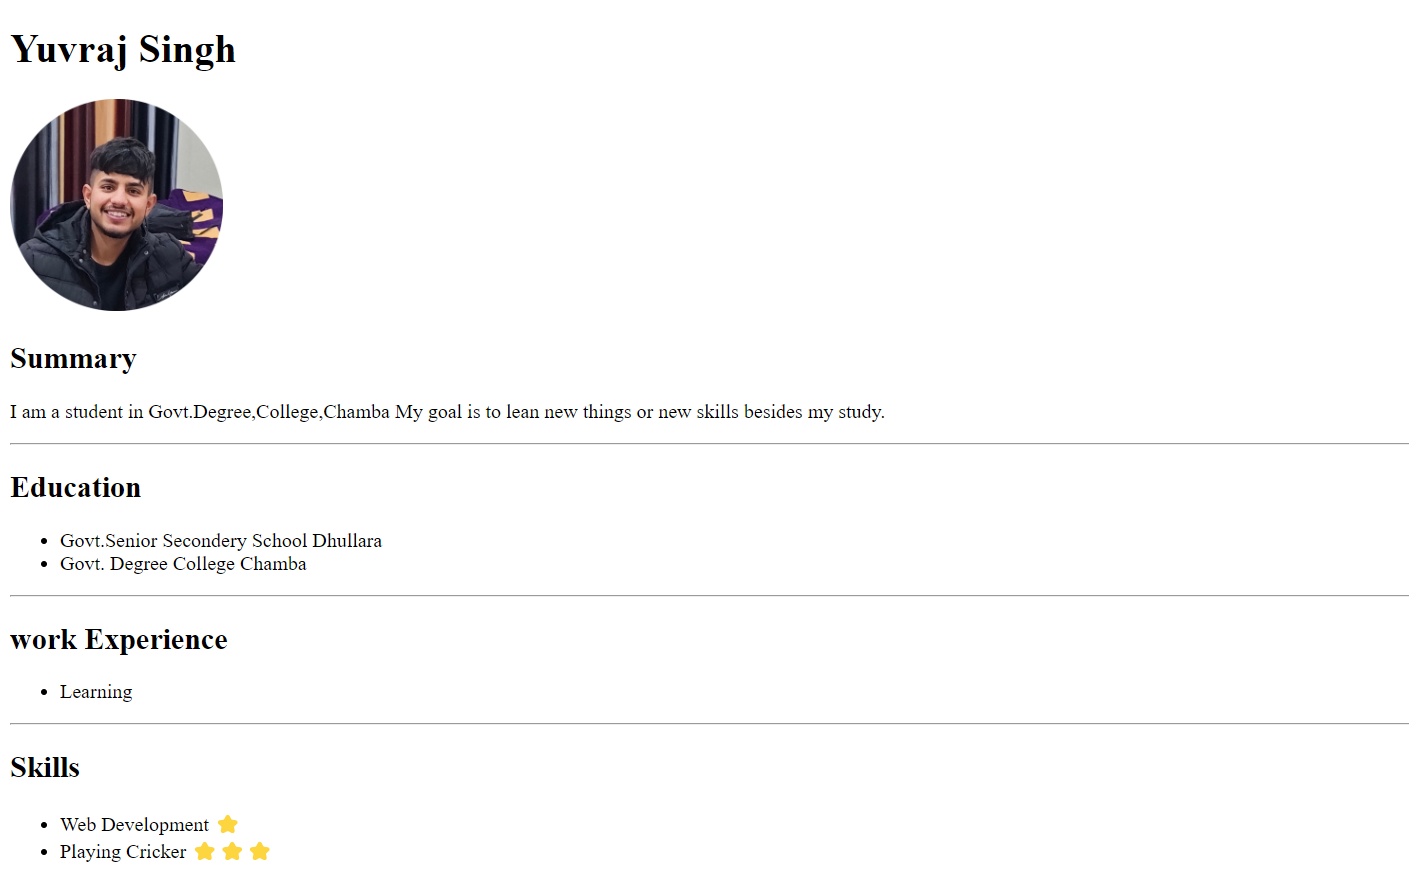 Yuvraj Singh
Summary
I am a student in Govt.Degree,College,Chamba My goal is to lean new things or new skills besides my study.
Education
Govt.Senior Secondery School Dhullara
Govt. Degree College Chamba
work Experience
Learning
Skills
Web Development
Playing Cricker